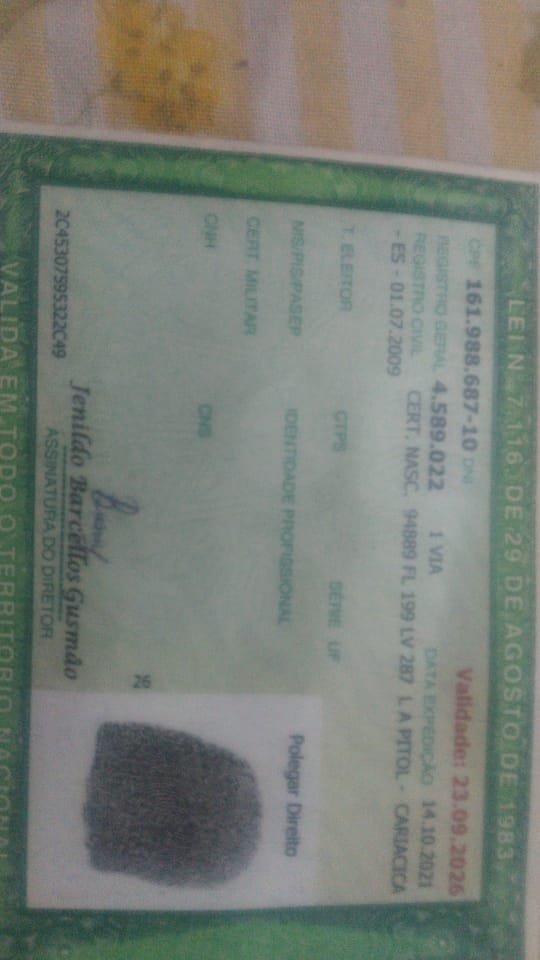 LEI N 7.116 DE 29 DE AGOSTO DE 1983
CPF 161.988.687-10 DNI Validade: 23.09.2026
REGISTRO GERAL 4.589.022 1 VIA DATA EXPEDIÇÃO 14.10.2021
REGISTRO CIVIL CERT. NASC. 94889 FL 199 LV 287 L A PITOL - CARIACICA
- ES - 01.07.2009
T. ELEITOR CTPS SÉRIE UF
NIS/PIS/PASEP IDENTIDADE PROFISSIONAL
Polegar Direito
CERT. MILITAR
CNH CNS
26
Jenildo Barcellos Gusmão
2C45307595322C49 ASSINATURA DO DIRETOR
VÁLIDA EM TODO O TERRITÓRIO NACIONAL